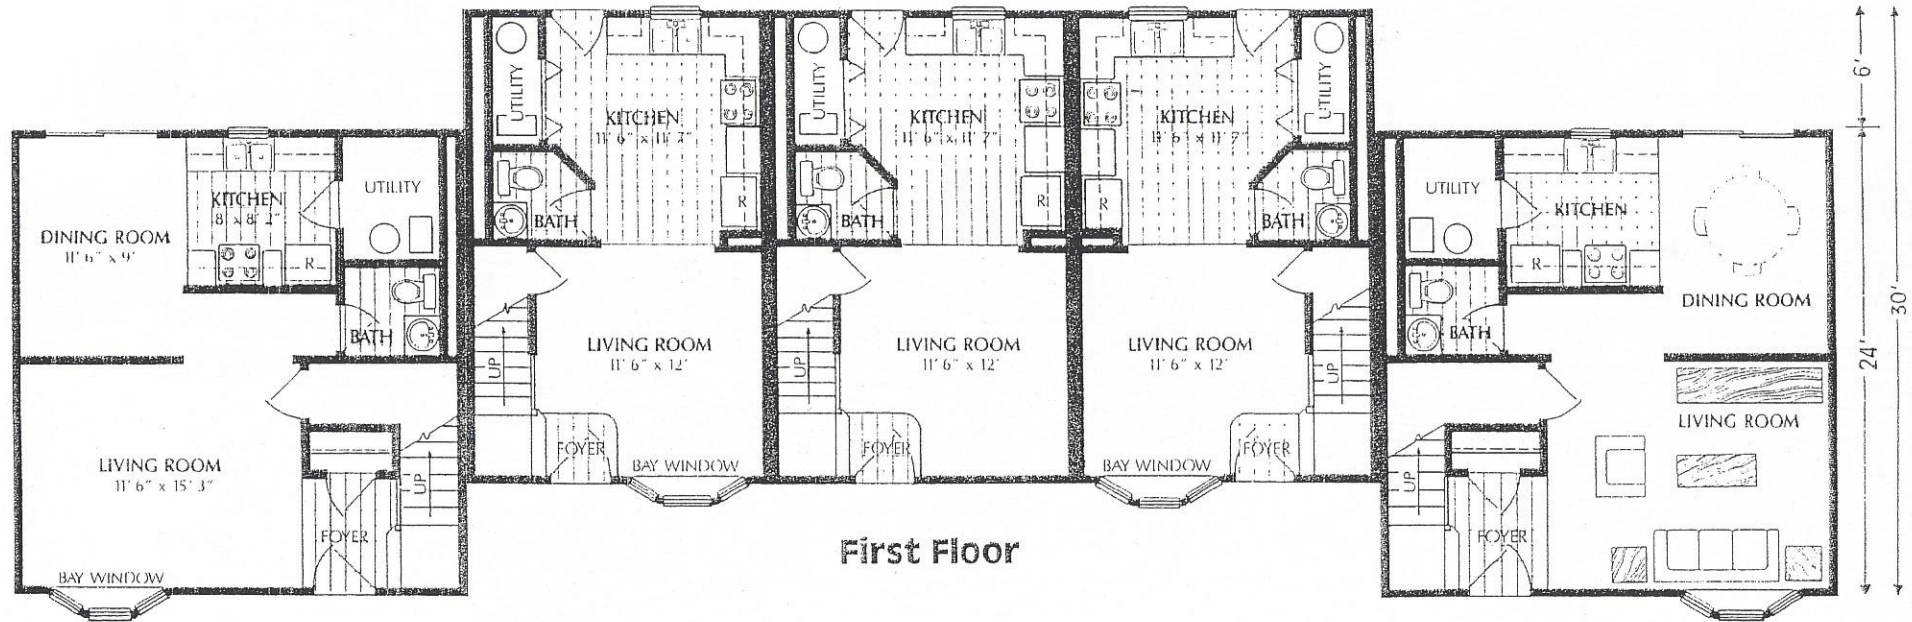 DINING ROOM
11' 6" x 9'
KITCHEN
8' x 8' 2"
UTILITY
R
BATH
LIVING ROOM
11' 6" x 15' 3"
UP
FOYER
BAY WINDOW
UTILITY
KITCHEN
11' 6" x 11' 7"
R
BATH
LIVING ROOM
11' 6" x 12'
UP
FOYER
BAY WINDOW
UTILITY
KITCHEN
11' 6" x 11' 7"
R
BATH
LIVING ROOM
11' 6" x 12'
UP
FOYER
KITCHEN
11' 6" x 11' 7"
UTILITY
R
BATH
LIVING ROOM
11' 6" x 12'
UP
BAY WINDOW
FOYER
UTILITY
KITCHEN
R
BATH
DINING ROOM
LIVING ROOM
UP
FOYER
6'
24'
30'
First Floor